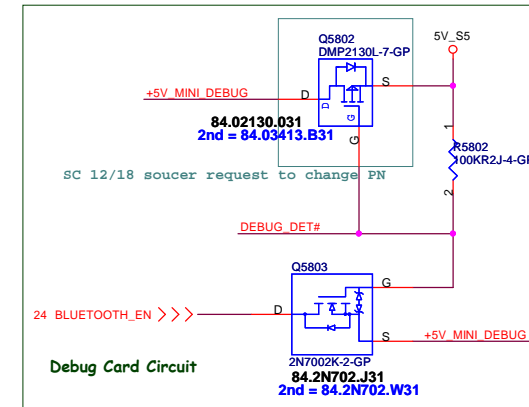 Q5802
DMP2130L-7-GP
5V_S5
+5V_MINI_DEBUG
D
S
D
G
84.02130.031
2nd = 84.03413.B31
G
1
R5802
100KR2J-4-GP
2
SC 12/18 soucer request to change PN
DEBUG_DET#
Q5803
G
24 BLUETOOTH_EN
D
S
+5V_MINI_DEBUG
2N7002K-2-GP
84.2N702.J31
2nd = 84.2N702.W31
Debug Card Circuit